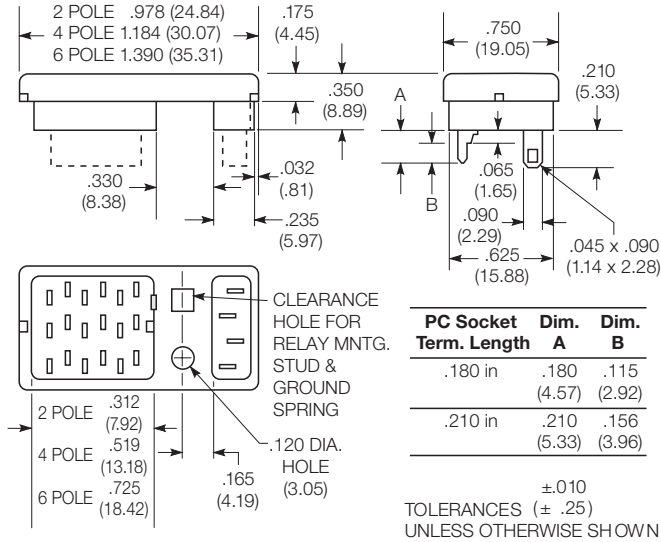 2 POLE .978 (24.84)
4 POLE 1.184 (30.07)
6 POLE 1.390 (35.31)
.175
(4.45)
.350
(8.89)
.330
(8.38)
.032
(.81)
.235
(5.97)
.750
(19.05)
.210
(5.33)
A
B
.065
(1.65)
.090
(2.29)
.625
(15.88)
.045 x .090
(1.14 x 2.28)
CLEARANCE
HOLE FOR
RELAY MNTG.
STUD &
GROUND
SPRING
.120 DIA.
HOLE
(3.05)
.165
(4.19)
2 POLE .312
(7.92)
4 POLE .519
(13.18)
6 POLE .725
(18.42)
PC Socket Dim. Dim.
Term. Length A B
.180 in .180 .115
(4.57) (2.92)
.210 in .210 .156
(5.33) (3.96)
±.010
TOLERANCES (± .25)
UNLESS OTHERWISE SHOWN